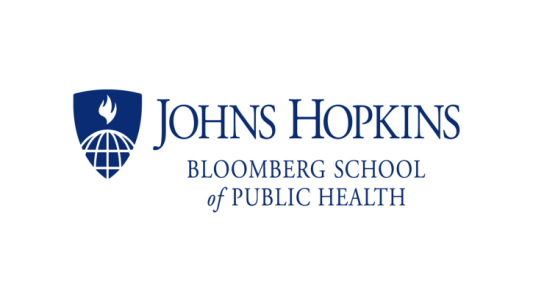 JOHNS HOPKINS
BLOOMBERG SCHOOL
of PUBLIC HEALTH